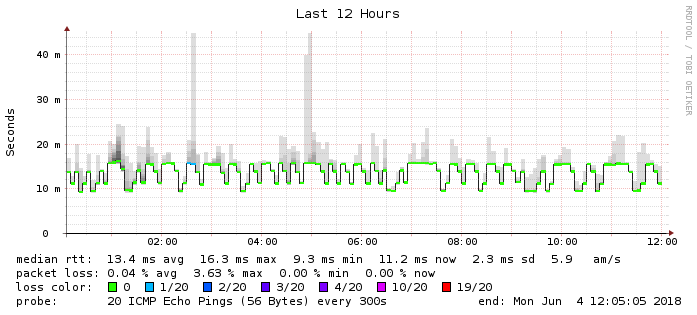 Last 12 Hours
RRDTOOL / TOBI OETIKER
Seconds
40 m
30 m
20 m
10 m
0
02:00 04:00 06:00 08:00 10:00 12:00
median rtt: 13.4 ms avg 16.3 ms max 9.3 ms min 11.2 ms now 2.3 ms sd 5.9 am/s
packet loss: 0.04 % avg 3.63 % max 0.00 % min 0.00 % now
loss color: 0 1/20 2/20 3/20 4/20 10/20 19/20
probe: 20 ICMP Echo Pings (56 Bytes) every 300s end: Mon Jun 4 12:05:05 2018